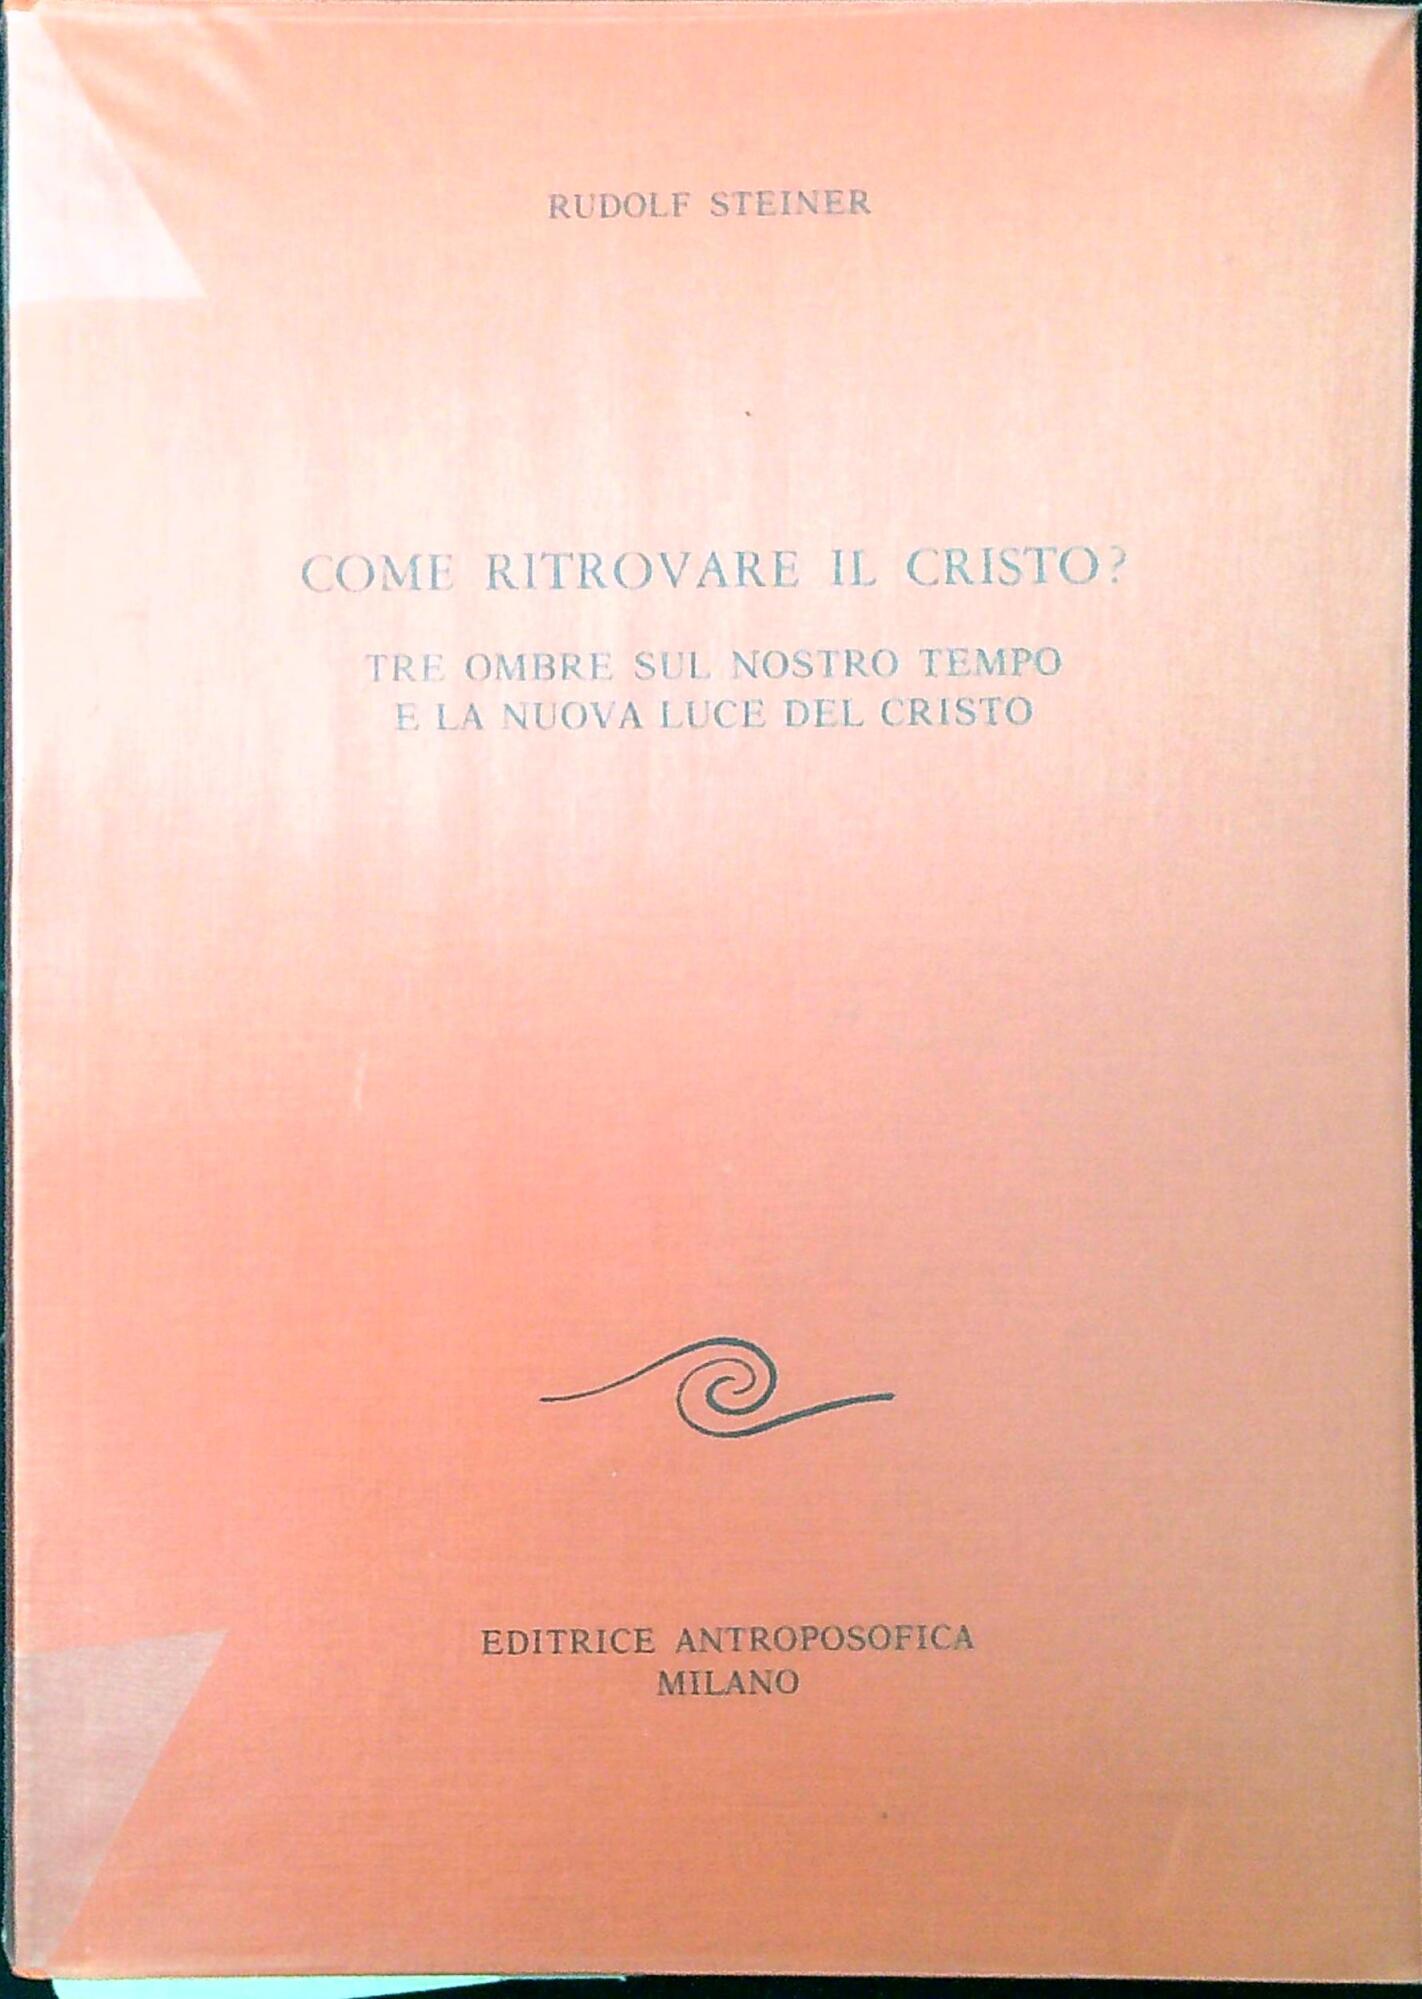 RUDOLF STEINER
COME RITROVARE IL CRISTO?
TRE OMBRE SUL NOSTRO TEMPO
E LA NUOVA LUCE DEL CRISTO
EDITRICE ANTROPOSOFICA
MILANO